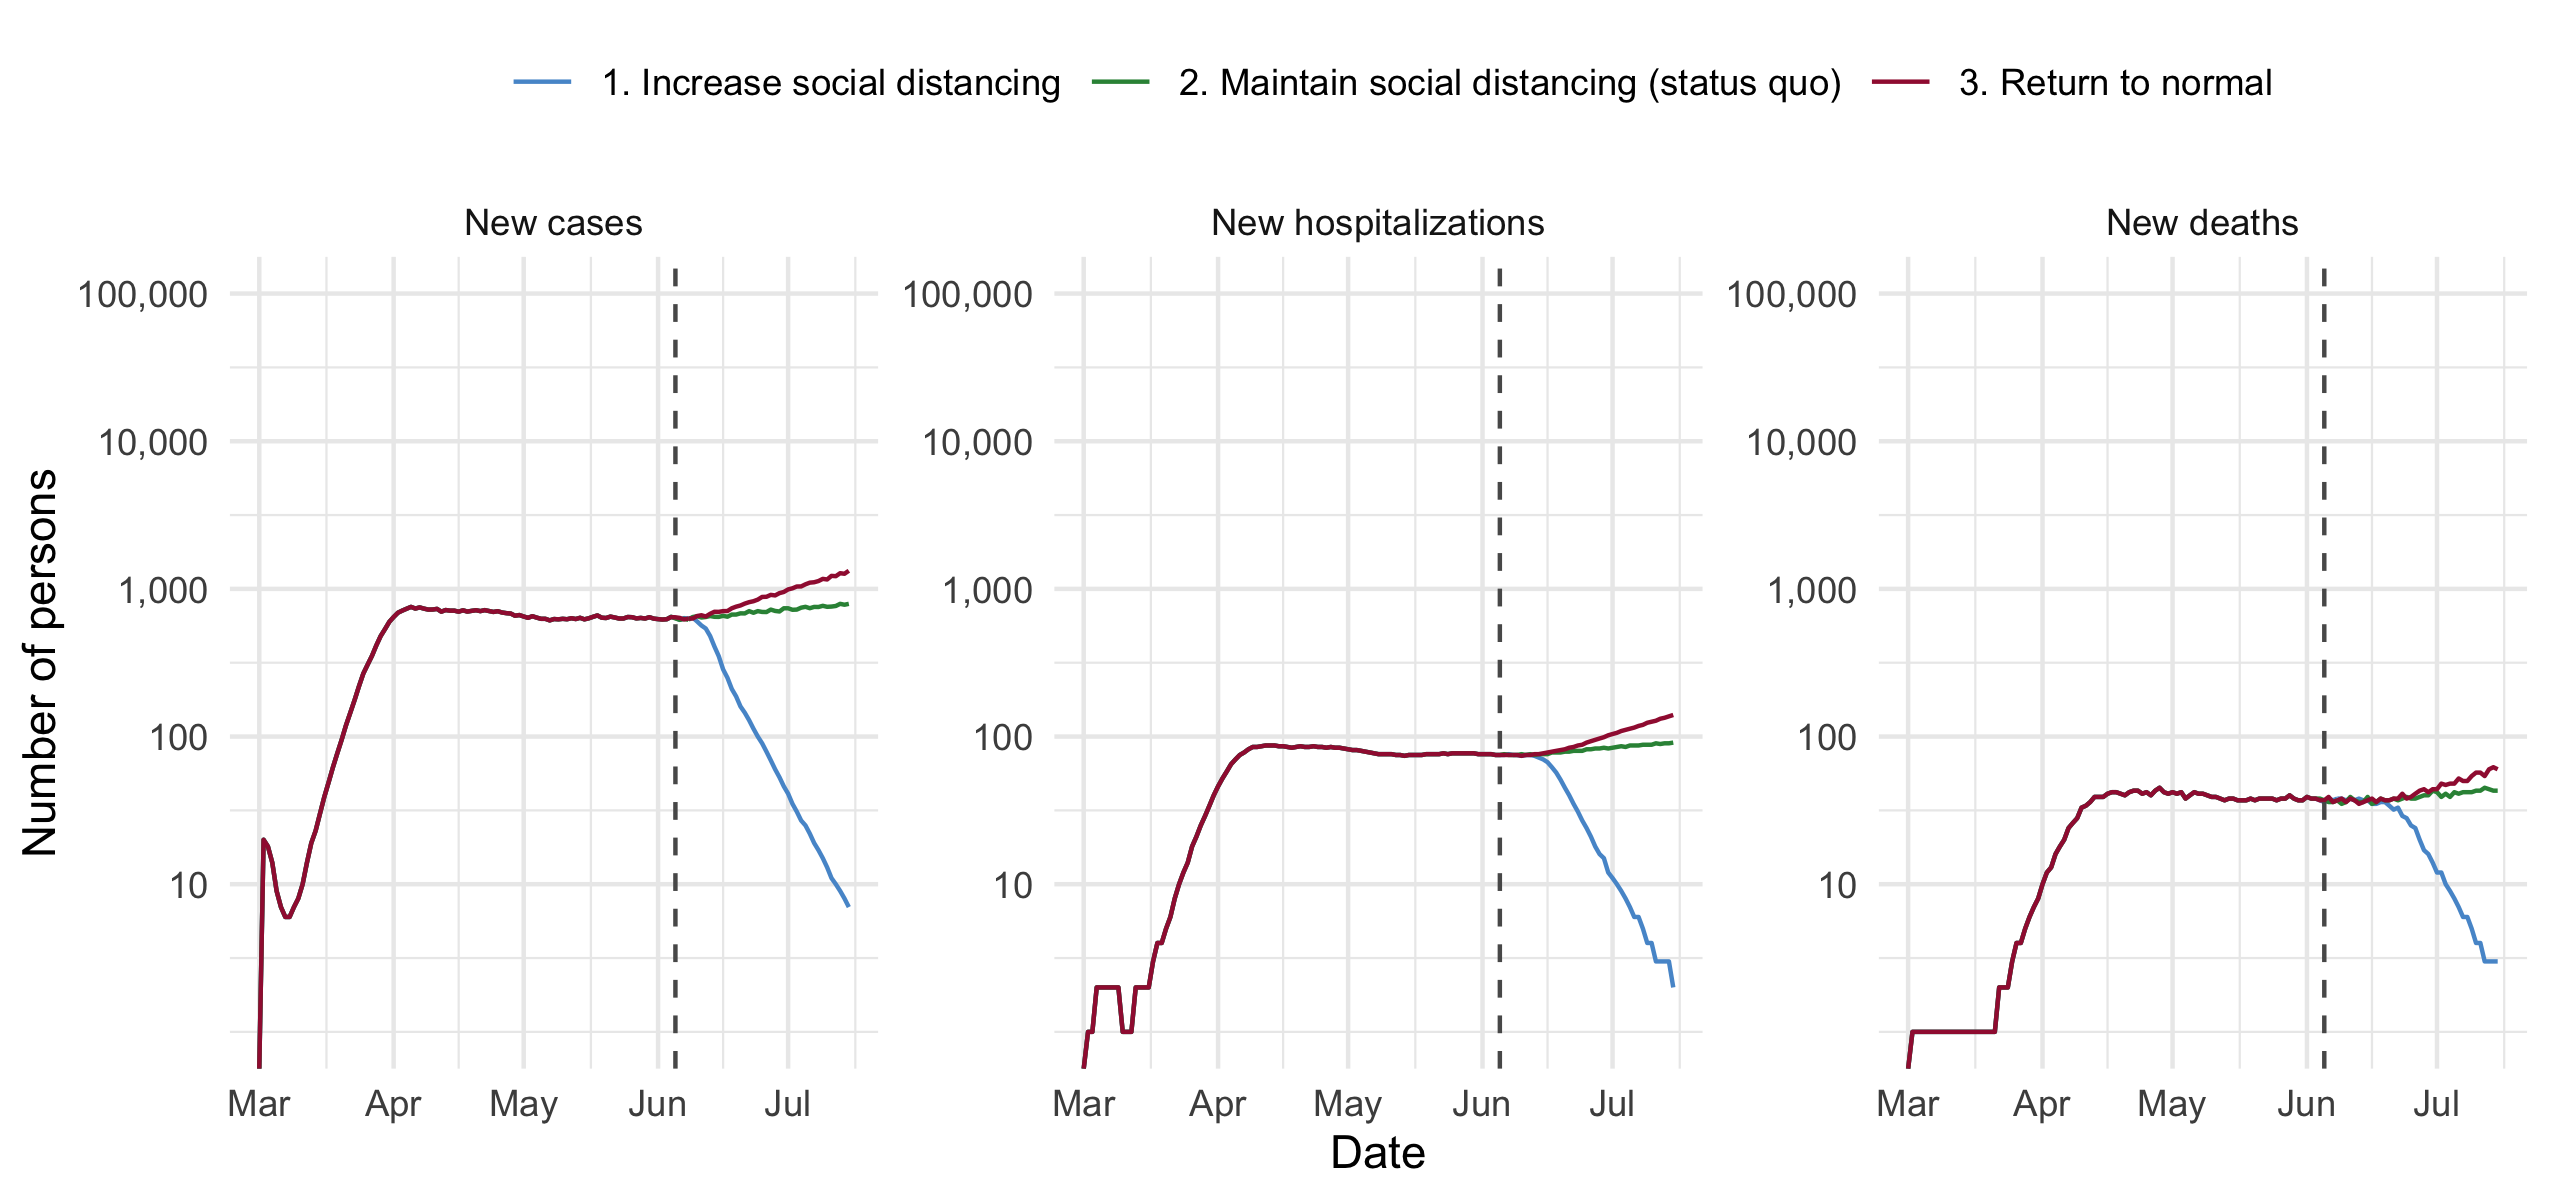 1. Increase social distancing 2. Maintain social distancing (status quo) 3. Return to normal
New cases New hospitalizations New deaths
Number of persons
100,000 100,000 100,000
10,000 10,000 10,000
1,000 1,000 1,000
100 100 100
10 10 10
Mar Apr May Jun Jul Mar Apr May Jun Jul Mar Apr May Jun Jul
Date